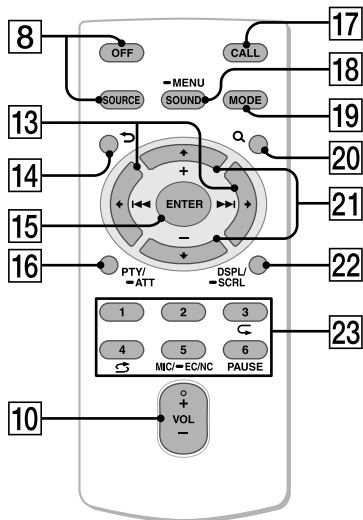 8
OFF
CALL
17
-MENU
18
SOURCE
SOUND
MODE
19
13
14
20
+
15
ENTER
21
-
16
PTY/
-ATT
DSPL/
-SCRL
22
1
2
3
4
5
6
23
MIC/-EC/NC
PAUSE
10
+
VOL
-